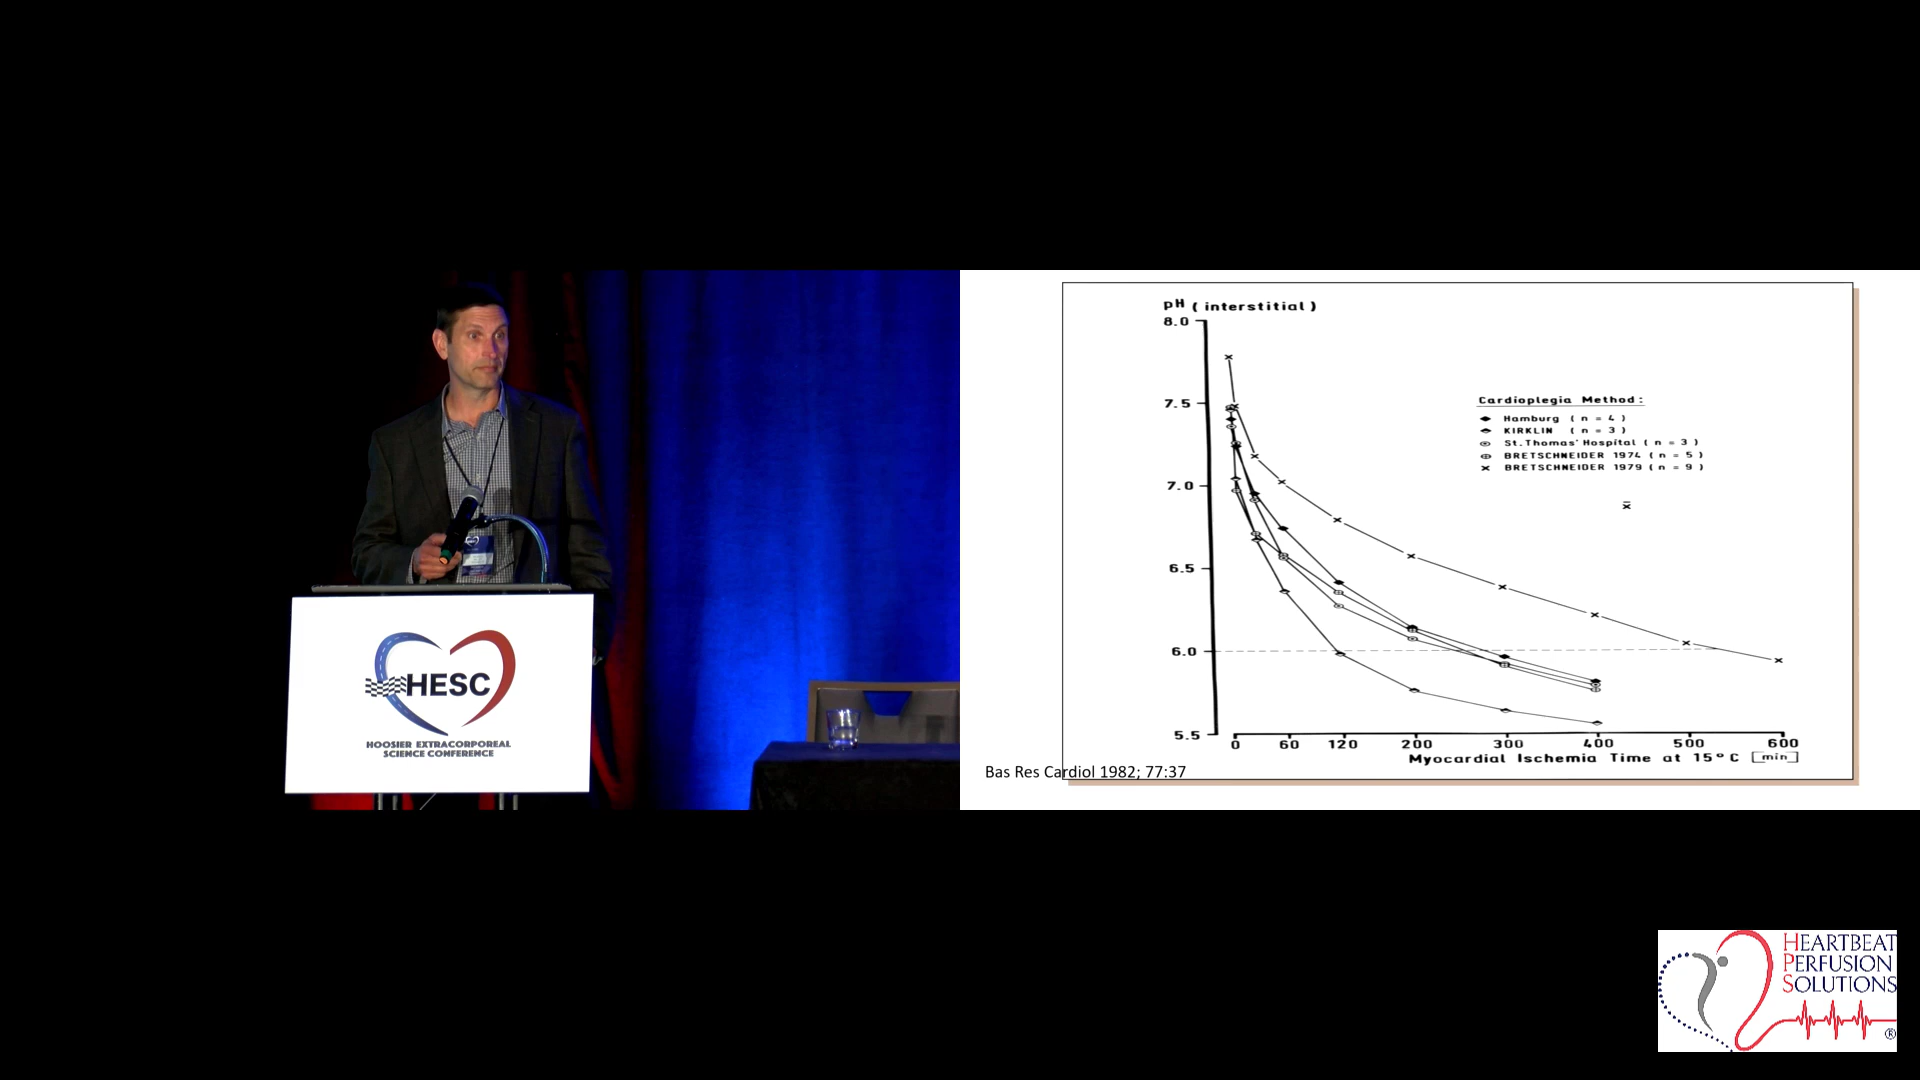 HESC
HOOSIER EXTRACORPOREAL
SCIENCE CONFERENCE
pH (interstitial)
8.0
7.5
7.0
6.5
6.0
5.5
0 60 120 200 300 400 500 600
Myocardial Ischemia Time at 15°C [min]
Cardioplegia Method:
Hamburg (n = 4)
KIRKLIN (n = 3)
St.Thomas' Hospital (n = 3)
BRETSCHNEIDER 1974 (n = 5)
BRETSCHNEIDER 1979 (n = 9)
x̄
Bas Res Cardiol 1982; 77:37
HEARTBEAT
PERFUSION
SOLUTIONS
®